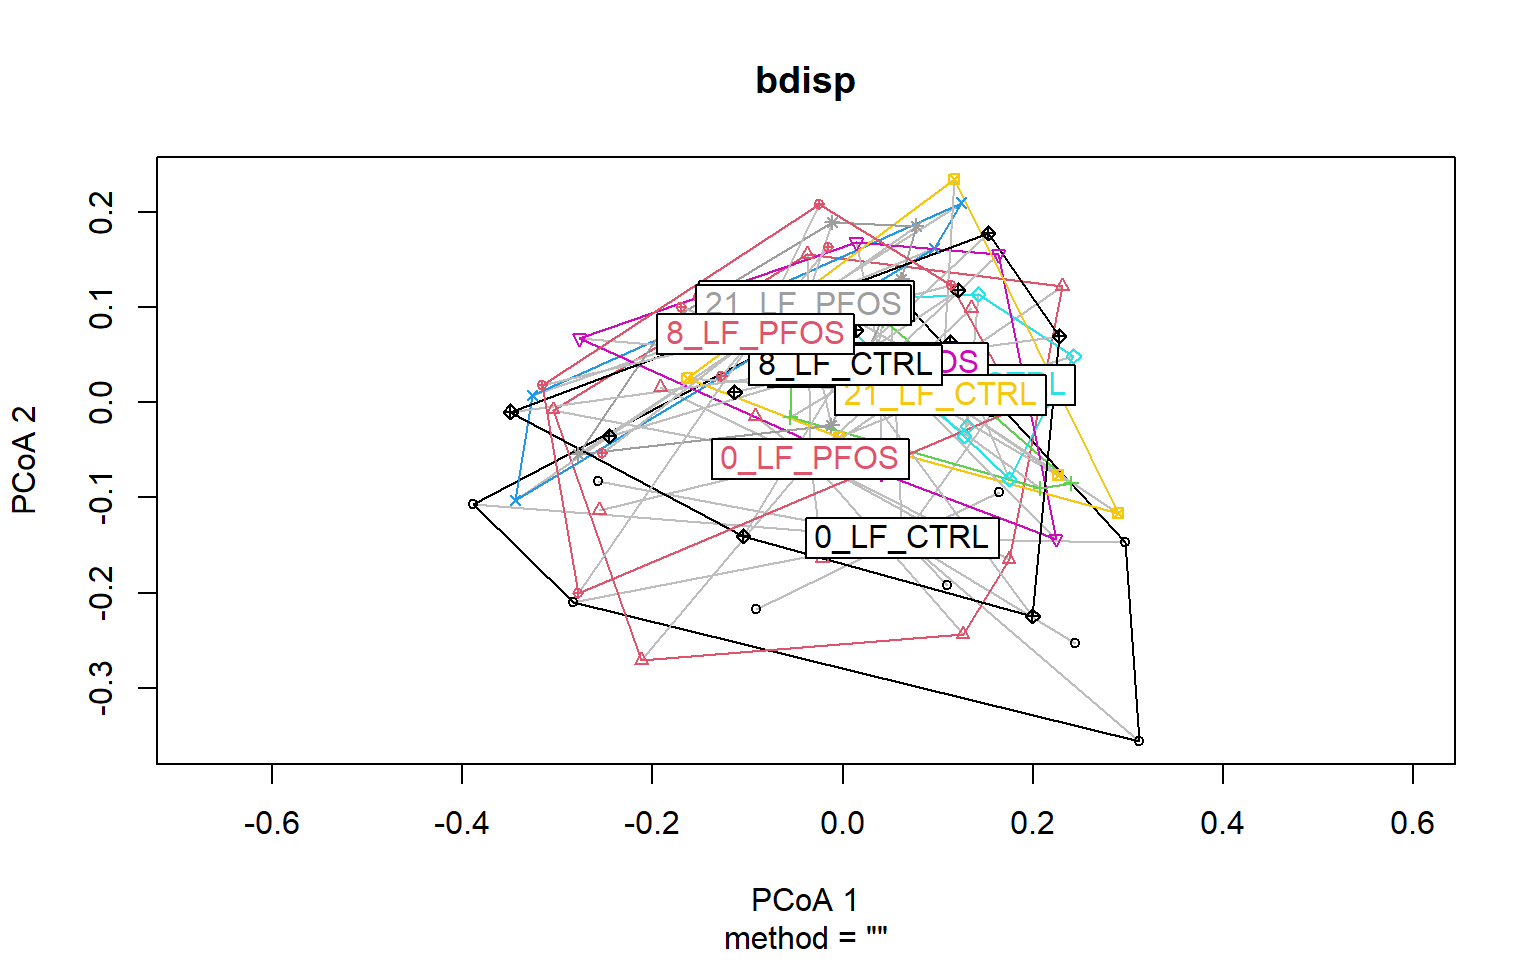 bdisp
PCoA 2
0.2
0.1
0.0
-0.1
-0.2
-0.3
21_LF_PFOS
8_LF_PFOS
8_LF_CTRL
21_LF_CTRL
0_LF_PFOS
0_LF_CTRL
-0.6 -0.4 -0.2 0.0 0.2 0.4 0.6
PCoA 1
method = ""